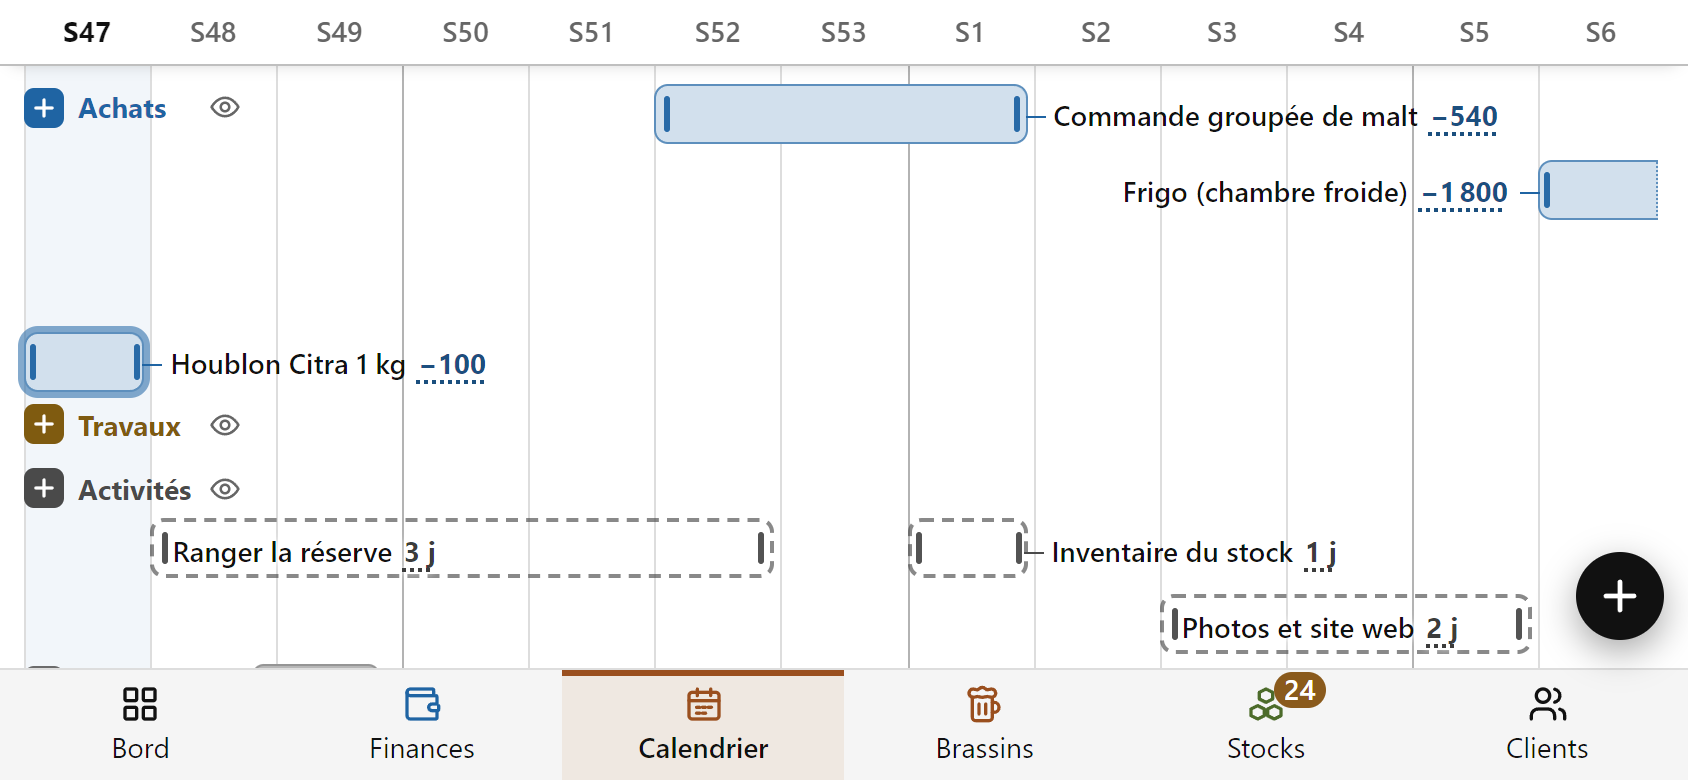 S47 S48 S49 S50 S51 S52 S53 S1 S2 S3 S4 S5 S6
Achats
Commande groupée de malt −540
Frigo (chambre froide) −1 800
Houblon Citra 1 kg −100
Travaux
Activités
Ranger la réserve 3 j
Inventaire du stock 1 j
Photos et site web 2 j
24
Bord Finances Calendrier Brassins Stocks Clients